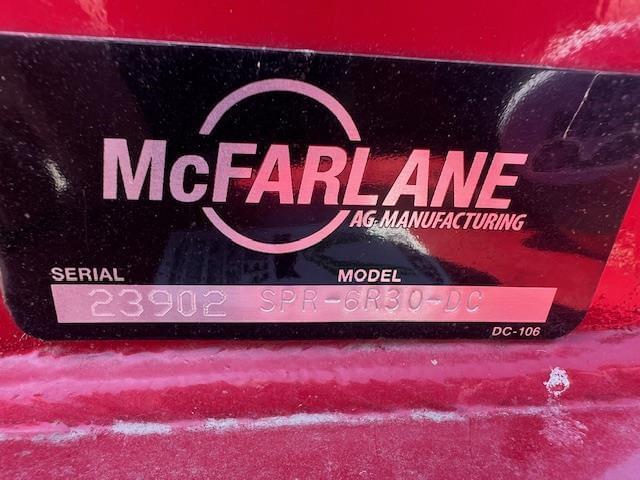 McFARLANE
AG MANUFACTURING
SERIAL MODEL
23902 SPR-6R30-DC
DC-106